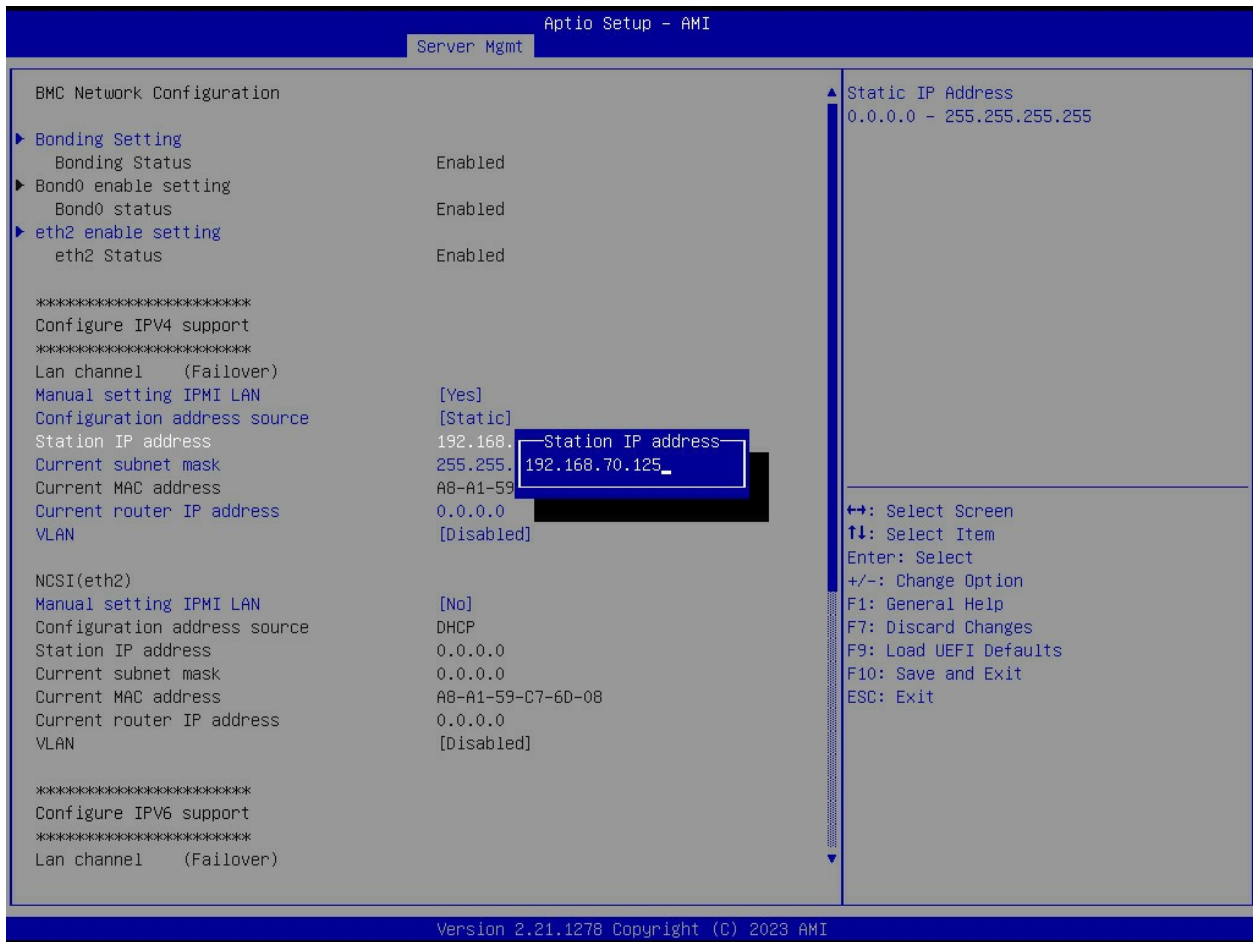 Aptio Setup – AMI
Server Mgmt
BMC Network Configuration
Bonding Setting
Bonding Status Enabled
Bond0 enable setting
Bond0 status Enabled
eth2 enable setting
eth2 Status Enabled
***********************
Configure IPV4 support
***********************
Lan channel (Failover)
Manual setting IPMI LAN [Yes]
Configuration address source [Static]
Station IP address 192.168.
Current subnet mask 255.255.
Current MAC address A8-A1-59
Current router IP address 0.0.0.0
VLAN [Disabled]
Station IP address
192.168.70.125_
NCSI(eth2)
Manual setting IPMI LAN [No]
Configuration address source DHCP
Station IP address 0.0.0.0
Current subnet mask 0.0.0.0
Current MAC address A8-A1-59-C7-6D-08
Current router IP address 0.0.0.0
VLAN [Disabled]
***********************
Configure IPV6 support
***********************
Lan channel (Failover)
Static IP Address
0.0.0.0 – 255.255.255.255
↔: Select Screen
↑↓: Select Item
Enter: Select
+/-: Change Option
F1: General Help
F7: Discard Changes
F9: Load UEFI Defaults
F10: Save and Exit
ESC: Exit
Version 2.21.1278 Copyright (C) 2023 AMI